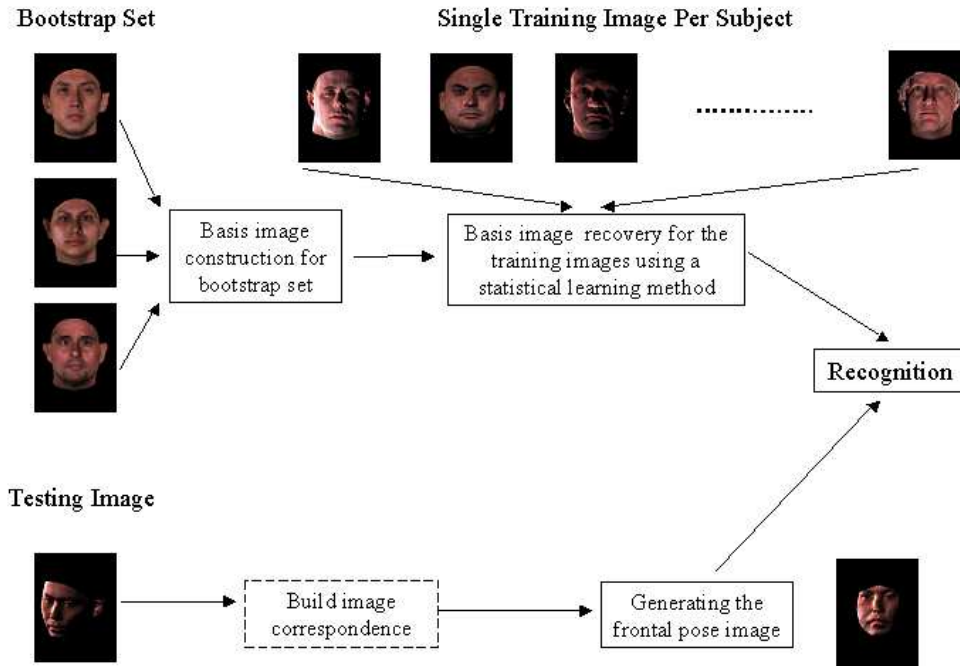 Bootstrap Set
Single Training Image Per Subject
Basis image
construction for
bootstrap set
Basis image recovery for the
training images using a
statistical learning method
Recognition
Testing Image
Build image
correspondence
Generating the
frontal pose image